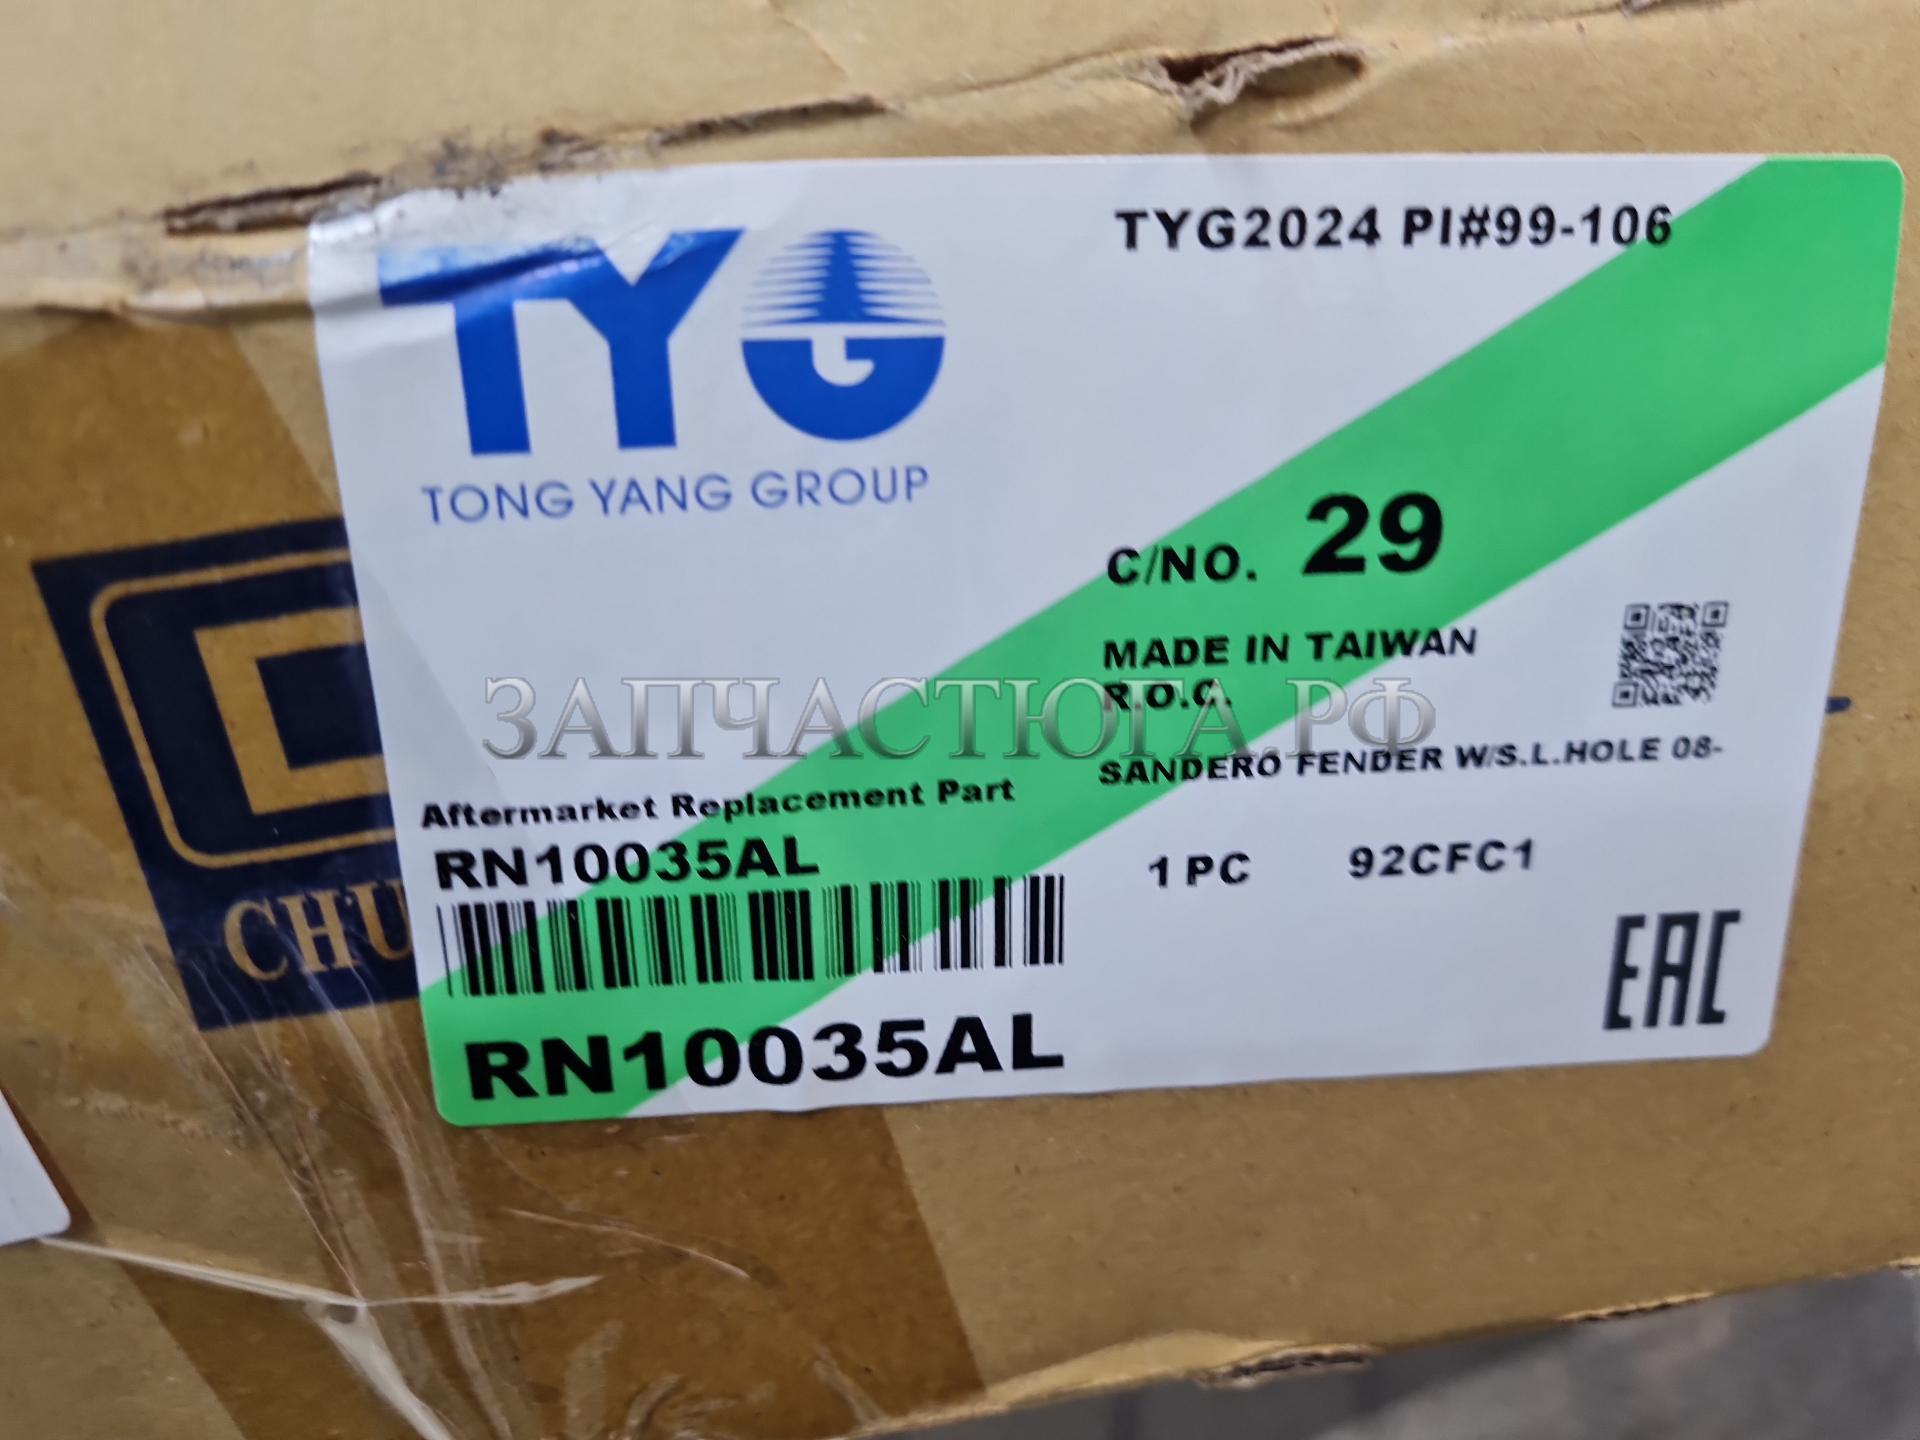 TYG
TYG2024 PI#99-106
TONG YANG GROUP
C/NO. 29
MADE IN TAIWAN
R.O.C.
ЗАПЧАСТЮГА.РФ
SANDERO FENDER W/S.L.HOLE 08-
Aftermarket Replacement Part
RN10035AL
1 PC 92CFC1
CHU
EAC
RN10035AL